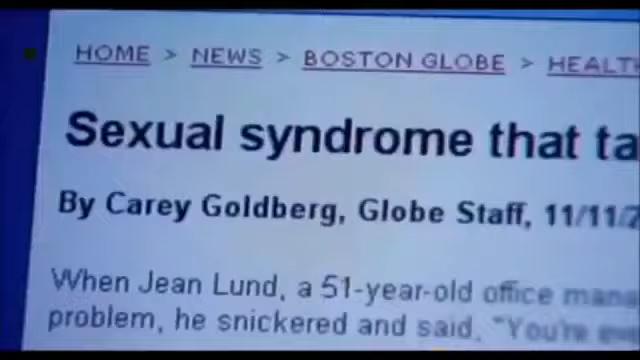 HOME > NEWS > BOSTON GLOBE > HEALTH
Sexual syndrome that ta
By Carey Goldberg, Globe Staff, 11/11/2
When Jean Lund, a 51-year-old office mana
problem, he snickered and said, "You're